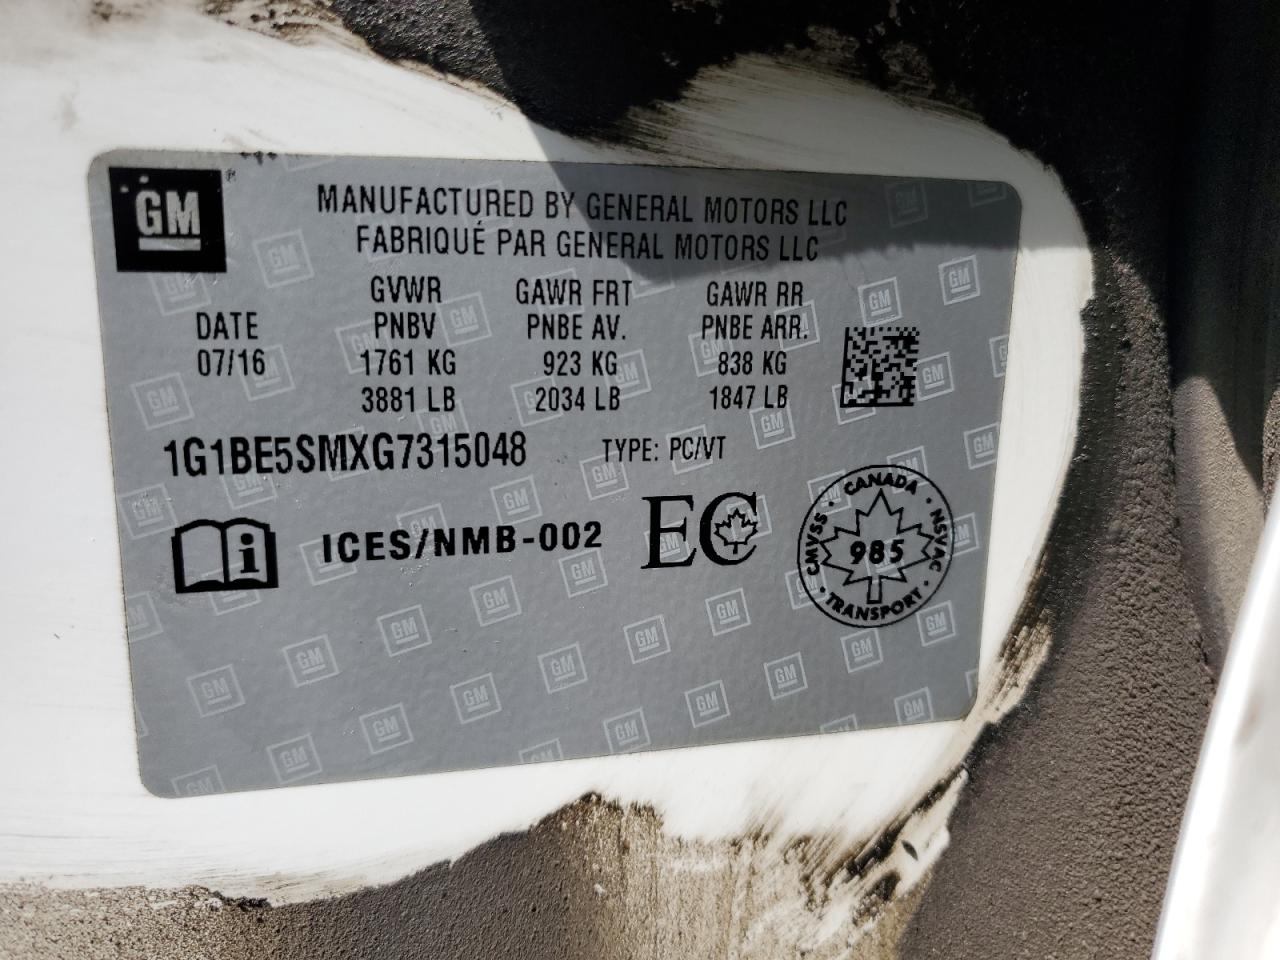 GM®
MANUFACTURED BY GENERAL MOTORS LLC
FABRIQUÉ PAR GENERAL MOTORS LLC
DATE
07/16
GVWR
PNBV
1761 KG
3881 LB
GAWR FRT
PNBE AV.
923 KG
2034 LB
GAWR RR
PNBE ARR.
838 KG
1847 LB
1G1BE5SMXG7315048 TYPE: PC/VT
i ICES/NMB-002 EC
· CANADA ·
CMVSS 985 NSVAC
· TRANSPORT ·